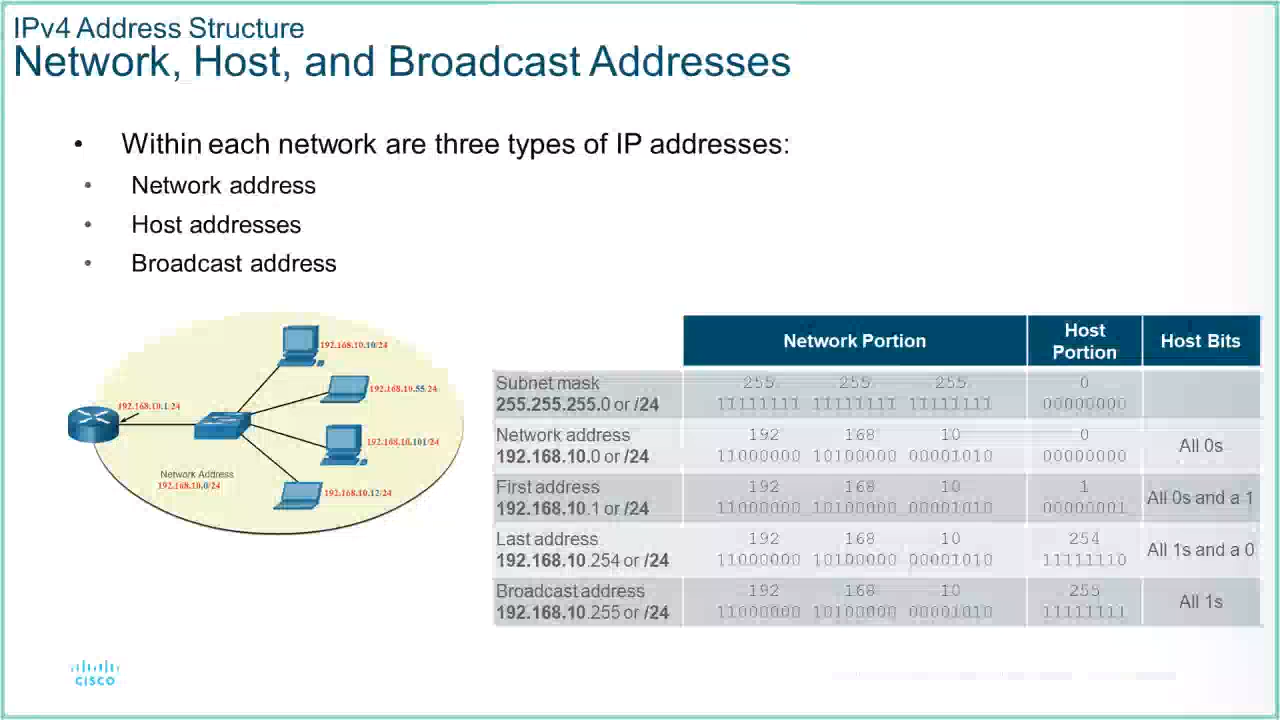 IPv4 Address Structure
Network, Host, and Broadcast Addresses
• Within each network are three types of IP addresses:
• Network address
• Host addresses
• Broadcast address
192.168.10.10/24
192.168.10.55/24
192.168.10.1/24
192.168.10.101/24
Network Address
192.168.10.0/24
192.168.10.12/24
Network Portion Host Portion Host Bits
Subnet mask 255 255 255 0
255.255.255.0 or /24 11111111 11111111 11111111 00000000
Network address 192 168 10 0 All 0s
192.168.10.0 or /24 11000000 10100000 00001010 00000000
First address 192 168 10 1 All 0s and a 1
192.168.10.1 or /24 11000000 10100000 00001010 00000001
Last address 192 168 10 254 All 1s and a 0
192.168.10.254 or /24 11000000 10100000 00001010 11111110
Broadcast address 192 168 10 255 All 1s
192.168.10.255 or /24 11000000 10100000 00001010 11111111
CISCO